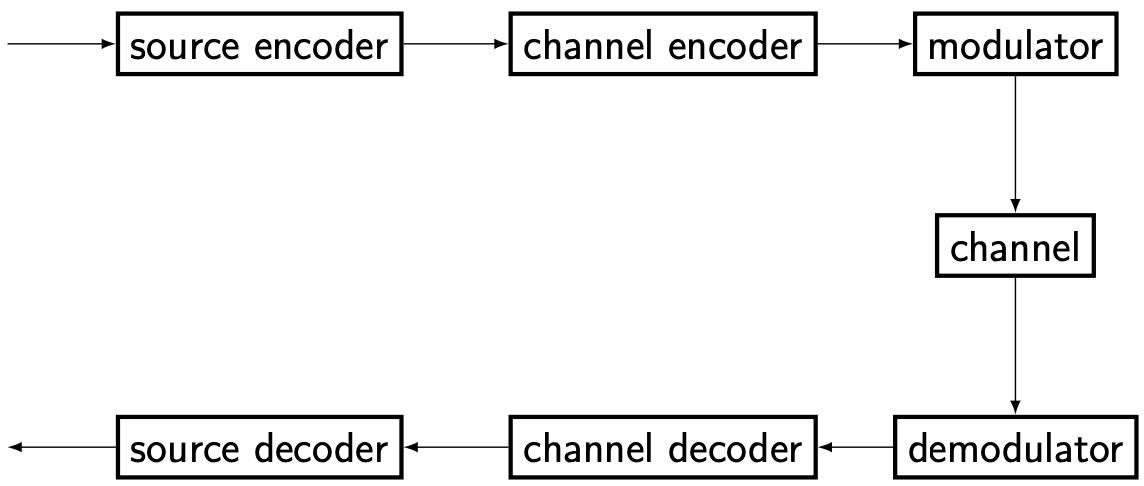 source encoder
channel encoder
modulator
channel
source decoder
channel decoder
demodulator